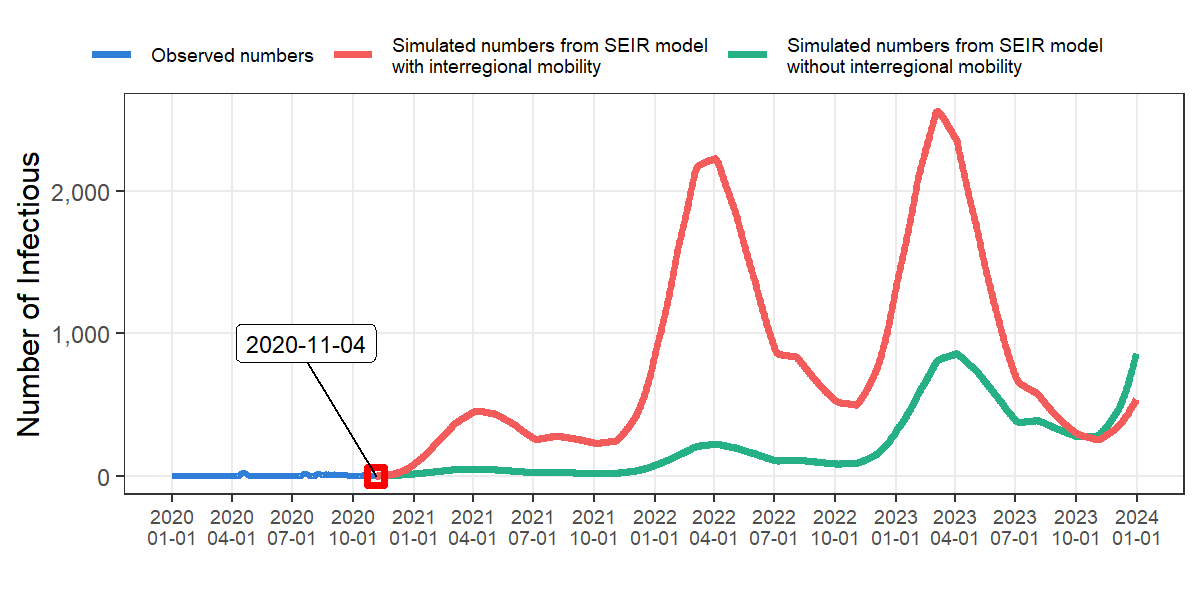 Observed numbers
Simulated numbers from SEIR model
with interregional mobility
Simulated numbers from SEIR model
without interregional mobility
Number of Infectious
2,000
1,000
0
2020-11-04
2020 2020 2020 2020 2021 2021 2021 2021 2022 2022 2022 2022 2023 2023 2023 2023 2024
01-01 04-01 07-01 10-01 01-01 04-01 07-01 10-01 01-01 04-01 07-01 10-01 01-01 04-01 07-01 10-01 01-01